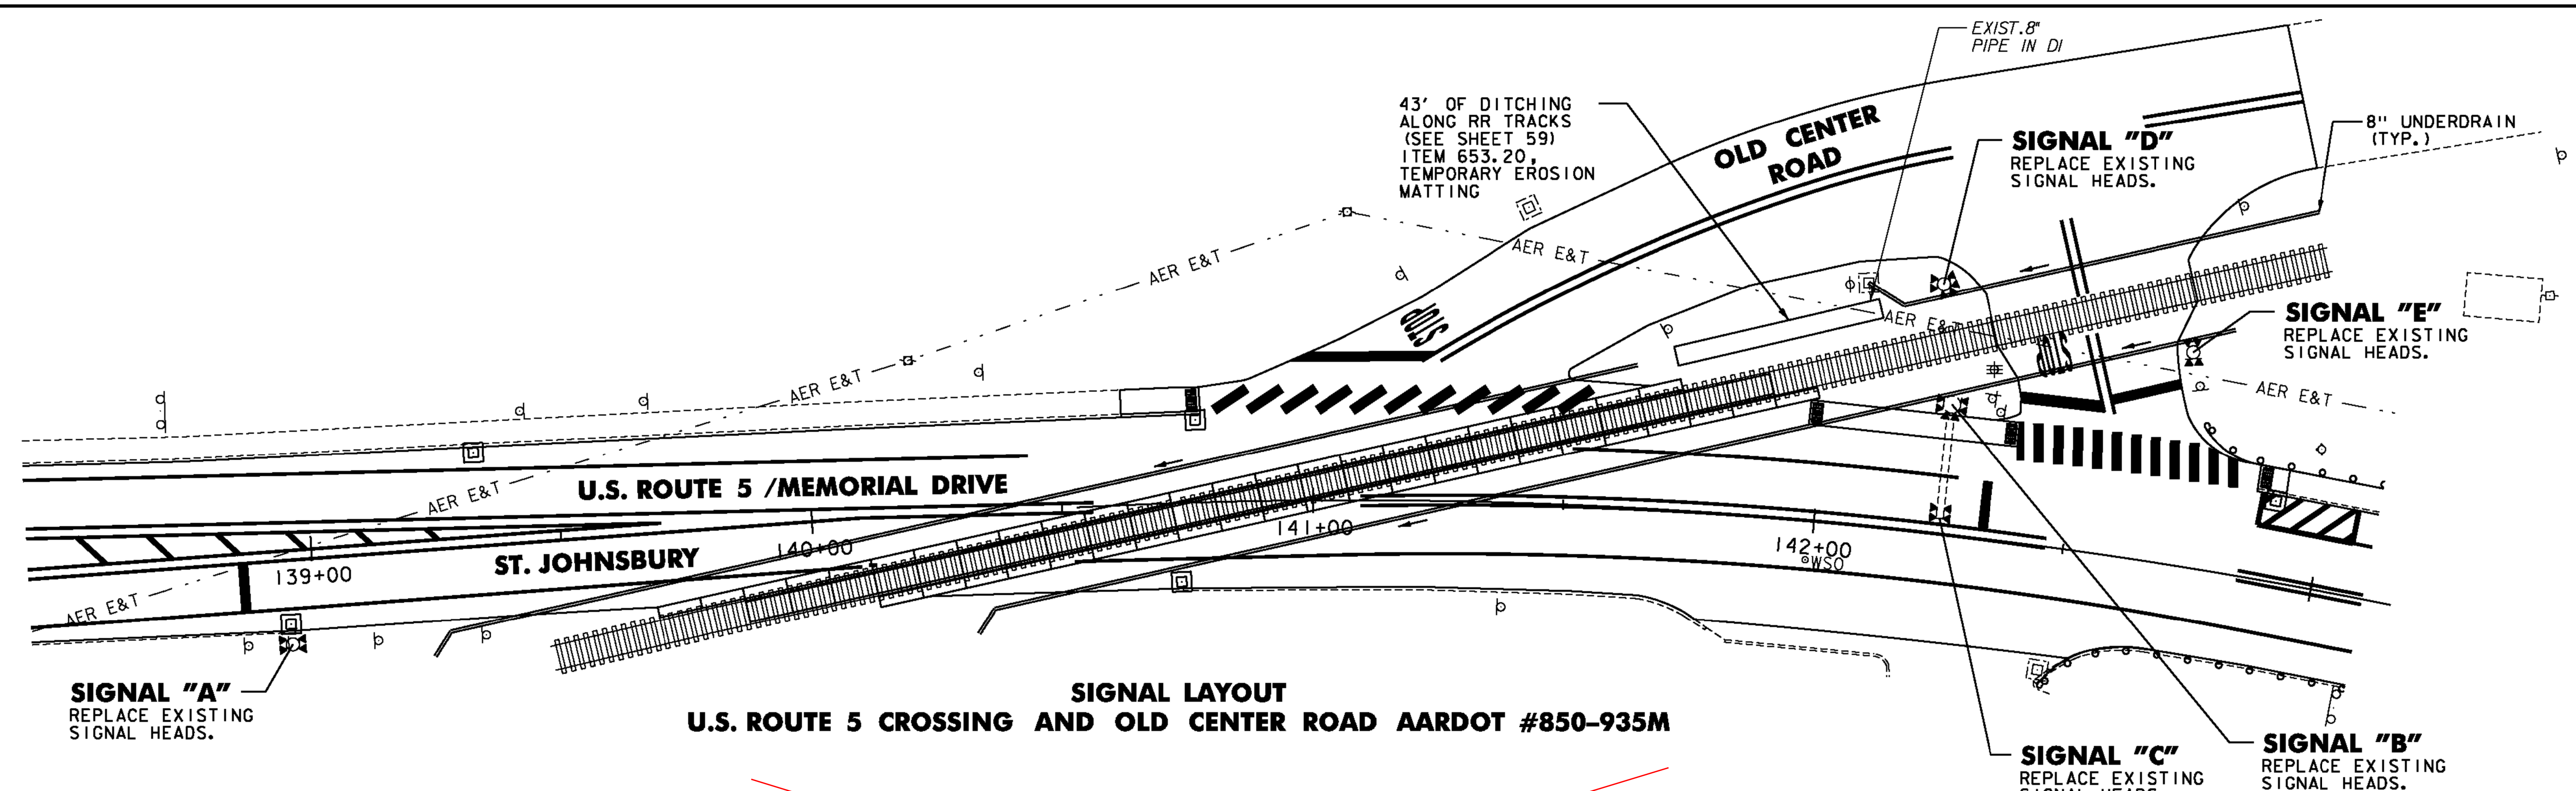 EXIST.8"
PIPE IN DI
43' OF DITCHING
ALONG RR TRACKS
(SEE SHEET 59)
ITEM 653.20,
TEMPORARY EROSION
MATTING
OLD CENTER
ROAD
SIGNAL "D"
REPLACE EXISTING
SIGNAL HEADS.
8" UNDERDRAIN
(TYP.)
AER E&T
AER E&T
AER E&T
SIGNAL "E"
REPLACE EXISTING
SIGNAL HEADS.
STOP
STOP
AER E&T
AER E&T
AER E&T
U.S. ROUTE 5 /MEMORIAL DRIVE
ST. JOHNSBURY
139+00
140+00
141+00
142+00
WSO
AER E&T
SIGNAL "A"
REPLACE EXISTING
SIGNAL HEADS.
SIGNAL LAYOUT
U.S. ROUTE 5 CROSSING AND OLD CENTER ROAD AARDOT #850-935M
SIGNAL "C"
REPLACE EXISTING
SIGNAL HEADS
SIGNAL "B"
REPLACE EXISTING
SIGNAL HEADS.